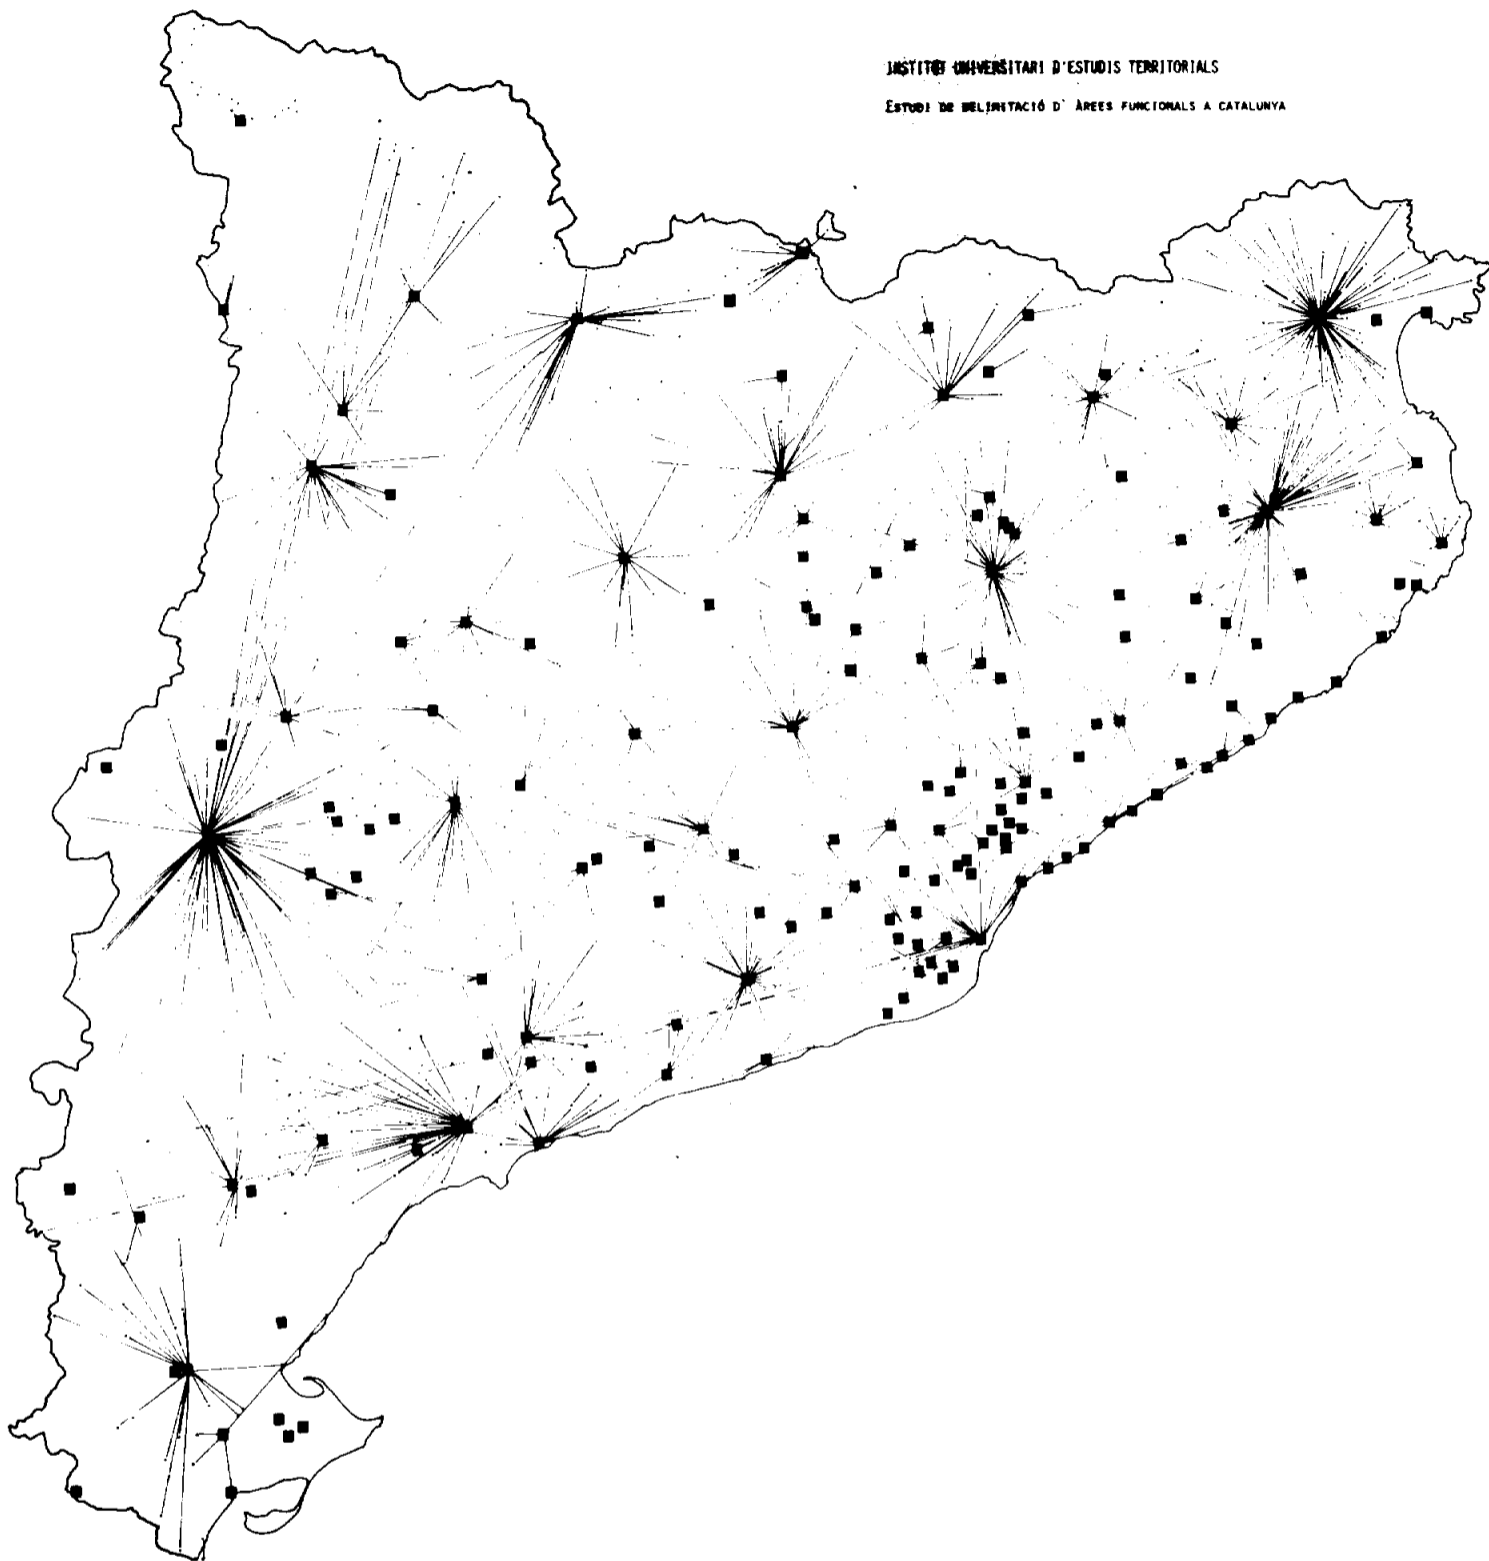 INSTITUT UNIVERSITARI D'ESTUDIS TERRITORIALS
ESTUDI DE DELIMITACIÓ D' ÀREES FUNCIONALS A CATALUNYA